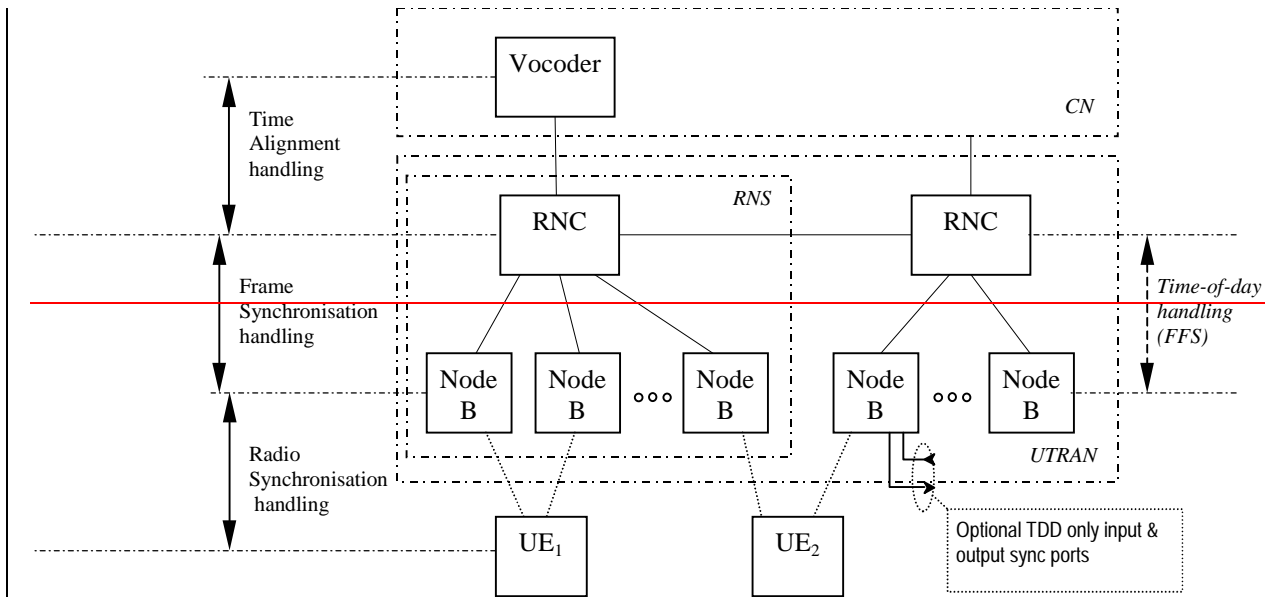 Vocoder
CN
Time
Alignment
handling
RNS
RNC
RNC
Frame
Synchronisation
handling
Time-of-day
handling
(FFS)
Node
B
Node
B
Node
B
Node
B
Node
B
UTRAN
Radio
Synchronisation
handling
UE1
UE2
Optional TDD only input &
output sync ports